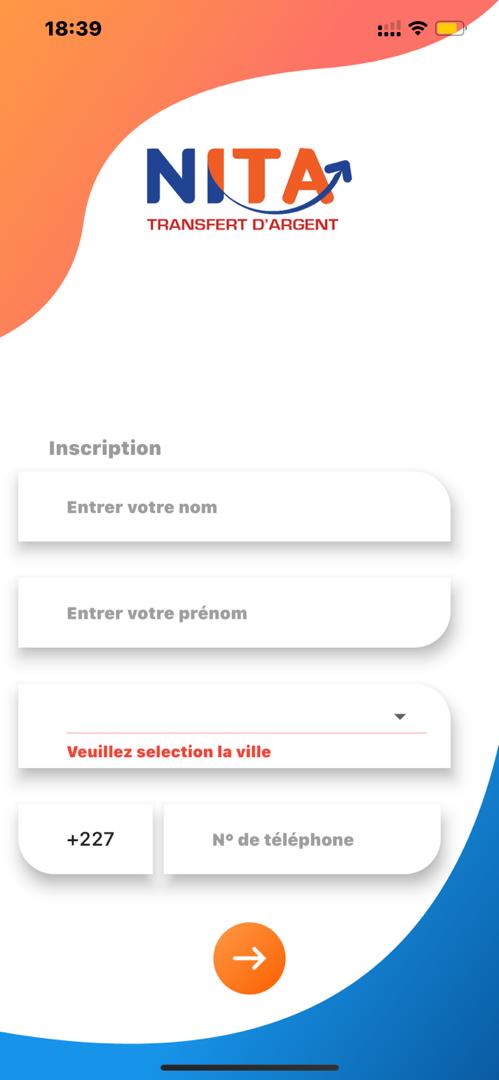 18:39
NITA
TRANSFERT D'ARGENT
Inscription
Entrer votre nom
Entrer votre prénom
Veuillez selection la ville
+227
N° de téléphone